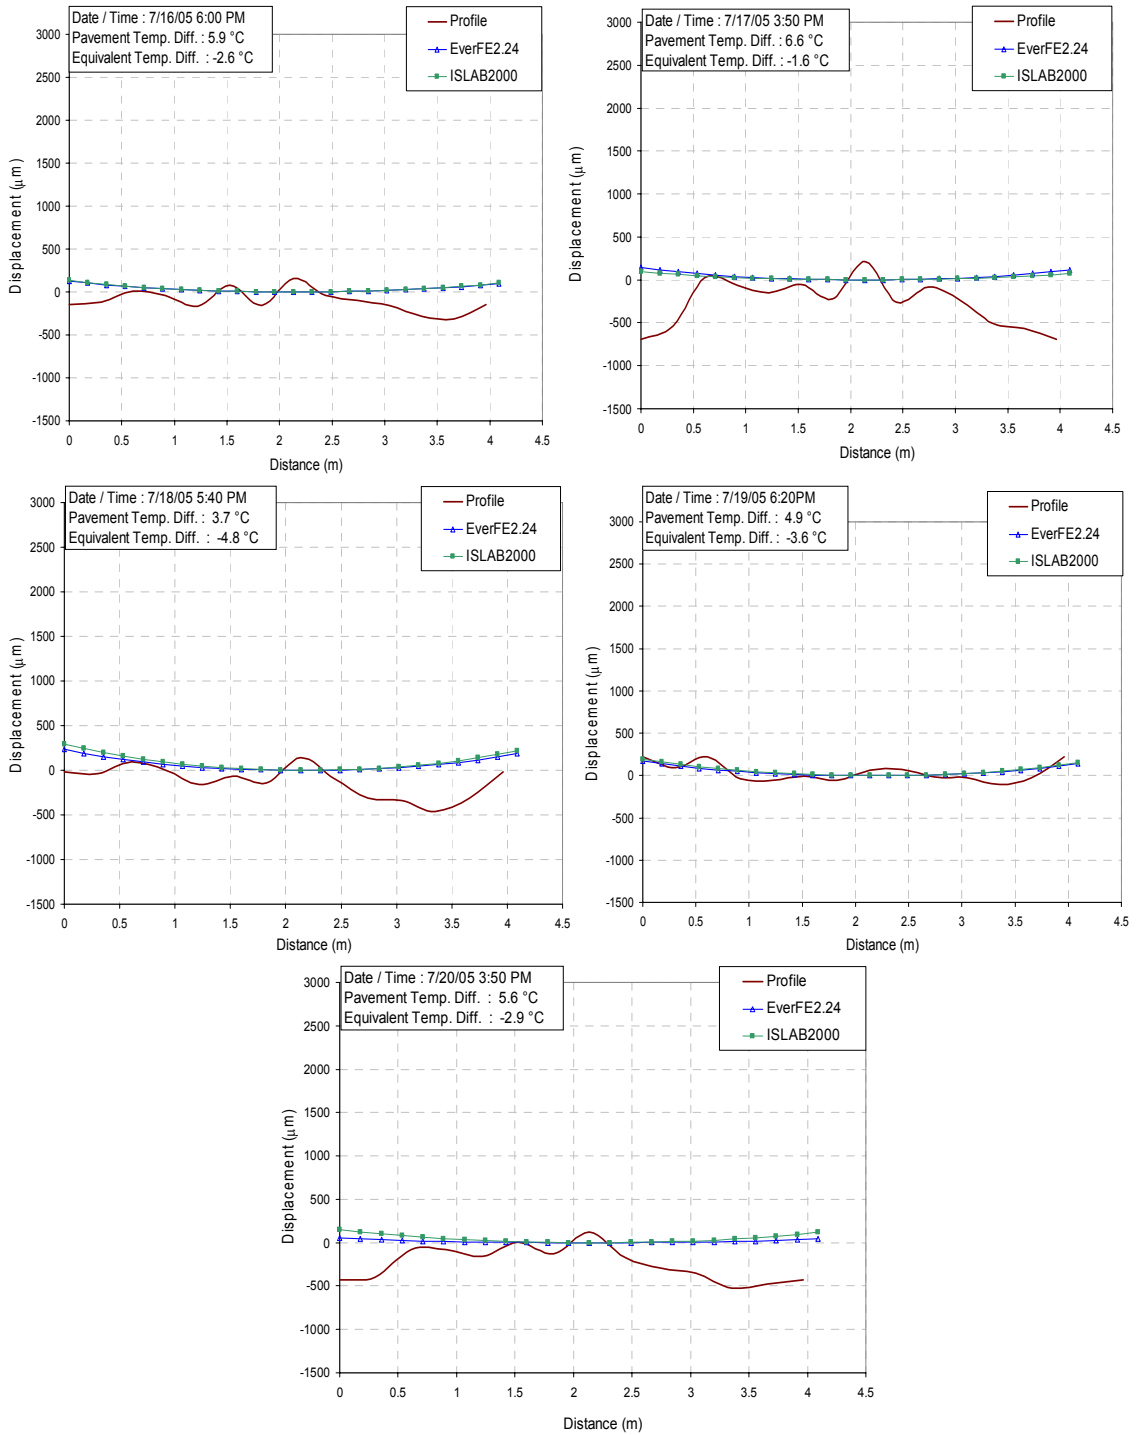 Date / Time : 7/16/05 6:00 PM
Pavement Temp. Diff. : 5.9 °C
Equivalent Temp. Diff. : -2.6 °C
Profile
EverFE2.24
ISLAB2000
3000
2500
2000
1500
1000
500
0
-500
-1000
-1500
Displacement (μm)
0 0.5 1 1.5 2 2.5 3 3.5 4 4.5
Distance (m)
Date / Time : 7/17/05 3:50 PM
Pavement Temp. Diff. : 6.6 °C
Equivalent Temp. Diff. : -1.6 °C
Profile
EverFE2.24
ISLAB2000
3000
2500
2000
1500
1000
500
0
-500
-1000
-1500
Displacement (μm)
0 0.5 1 1.5 2 2.5 3 3.5 4 4.5
Distance (m)
Date / Time : 7/18/05 5:40 PM
Pavement Temp. Diff. : 3.7 °C
Equivalent Temp. Diff. : -4.8 °C
Profile
EverFE2.24
ISLAB2000
3000
2500
2000
1500
1000
500
0
-500
-1000
-1500
Displacement (μm)
0 0.5 1 1.5 2 2.5 3 3.5 4 4.5
Distance (m)
Date / Time : 7/19/05 6:20PM
Pavement Temp. Diff. : 4.9 °C
Equivalent Temp. Diff. : -3.6 °C
Profile
EverFE2.24
ISLAB2000
3000
2500
2000
1500
1000
500
0
-500
-1000
-1500
Displacement (μm)
0 0.5 1 1.5 2 2.5 3 3.5 4 4.5
Distance (m)
Date / Time : 7/20/05 3:50 PM
Pavement Temp. Diff. : 5.6 °C
Equivalent Temp. Diff. : -2.9 °C
Profile
EverFE2.24
ISLAB2000
3000
2500
2000
1500
1000
500
0
-500
-1000
-1500
Displacement (μm)
0 0.5 1 1.5 2 2.5 3 3.5 4 4.5
Distance (m)